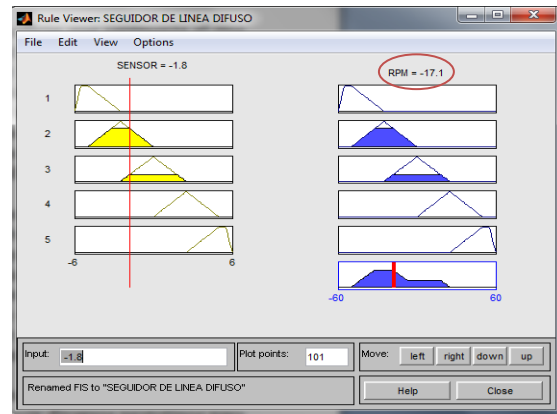 Rule Viewer: SEGUIDOR DE LINEA DIFUSO
File Edit View Options
SENSOR = -1.8
RPM = -17.1
1
2
3
4
5
-6 6
-60 60
Input: -1.8
Plot points: 101
Move: left right down up
Renamed FIS to "SEGUIDOR DE LINEA DIFUSO"
Help Close